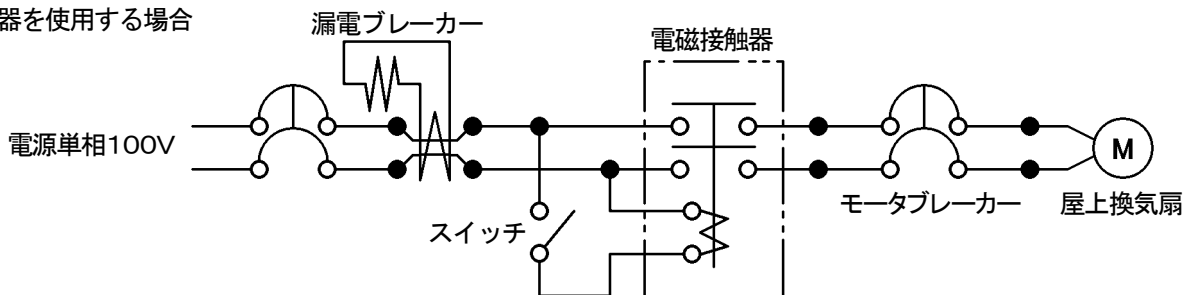 器を使用する場合
漏電ブレーカー
電磁接触器
電源単相100V
M
スイッチ
モータブレーカー
屋上換気扇